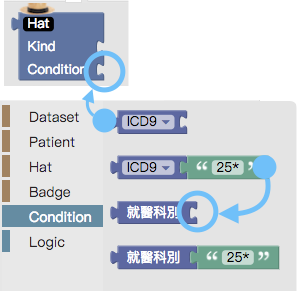 Hat
Kind
Condition
Dataset
Patient
Hat
Badge
Condition
Logic
ICD9
ICD9 “ 25* ”
就醫科別
就醫科別 “ 25* ”